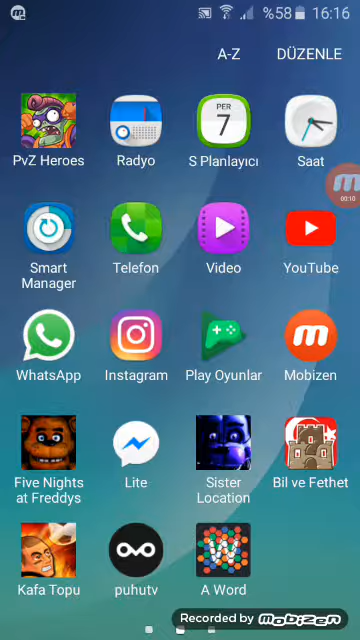 %58 16:16
A-Z DÜZENLE
PER
7
PvZ Heroes Radyo S Planlayıcı Saat
00:10
Smart Manager Telefon Video YouTube
WhatsApp Instagram Play Oyunlar Mobizen
Five Nights at Freddys Lite Sister Location Bil ve Fethet
W
Kafa Topu puhutv A Word
Recorded by Mobizen